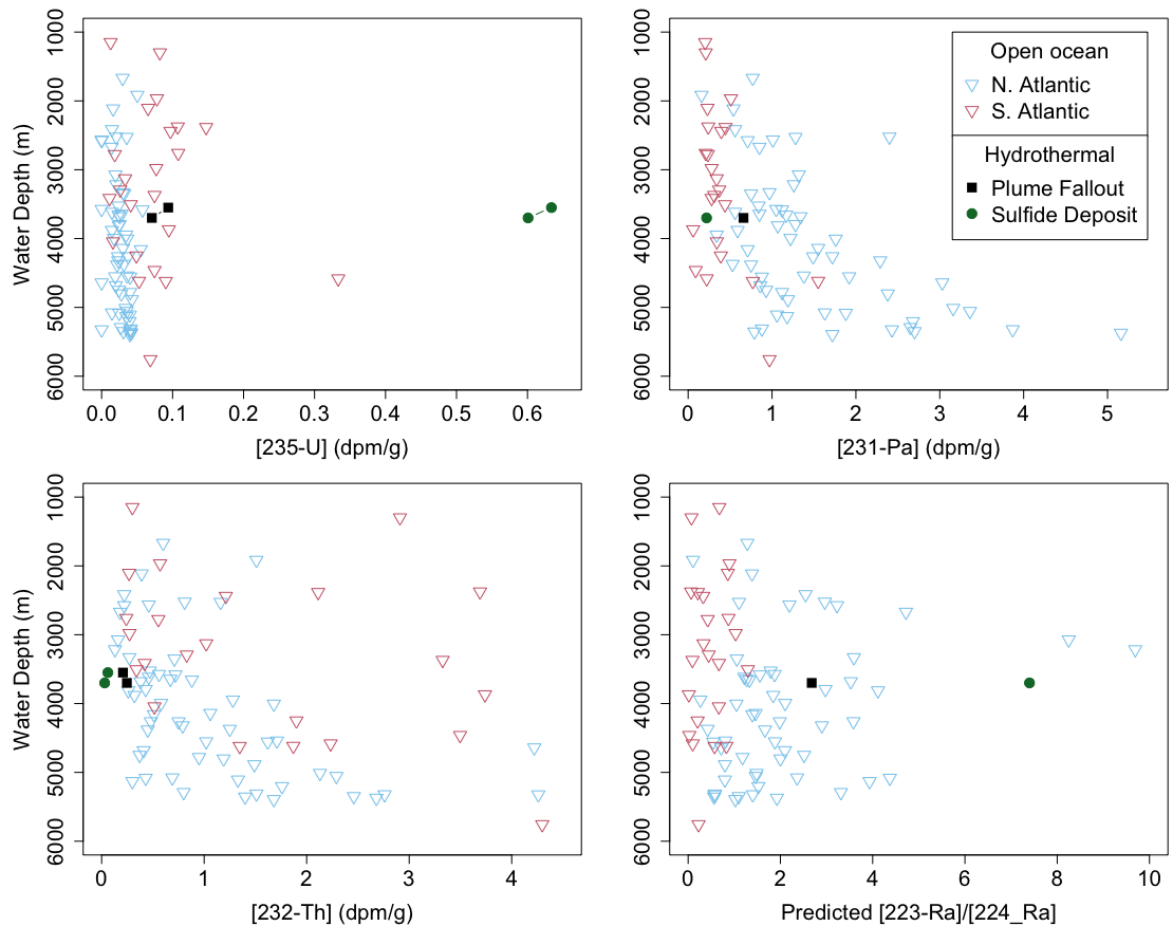 1000
2000
3000
4000
5000
6000
Water Depth (m)
0.0 0.1 0.2 0.3 0.4 0.5 0.6
[235-U] (dpm/g)
Open ocean
N. Atlantic
S. Atlantic
Hydrothermal
Plume Fallout
Sulfide Deposit
1000
2000
3000
4000
5000
6000
0 1 2 3 4 5
[231-Pa] (dpm/g)
1000
2000
3000
4000
5000
6000
Water Depth (m)
0 1 2 3 4
[232-Th] (dpm/g)
1000
2000
3000
4000
5000
6000
0 2 4 6 8 10
Predicted [223-Ra]/[224_Ra]